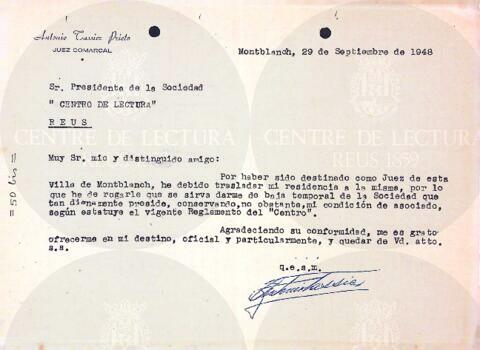 Antonio Tassies Prieto
JUEZ COMARCAL
Montblanch, 29 de Septiembre de 1948
Sr. Presidente de la Sociedad
" CENTRO DE LECTURA"
R E U S
Muy Sr. mio y distinguido amigo:
Por haber sido destinado como Juez de esta
Villa de Montblanch, he debido trasladar mi residencia a la misma, por lo
que he de rogarle que se sirva darme de baja temporal de la Sociedad que
tan dignamente preside, conservando, no obstante, mi condición de asociado,
según estatuye el vigente Reglamento del "Centro".
Agradeciendo su conformidad, me es grato
ofrecerme en mi destino, oficial y particularmente, y quedar de Vd. atto.
s.s.
q.e.s.m.
= 50 bis =
CENTRE DE LECTURA
CENTRE DE LECTURA
REUS 1859